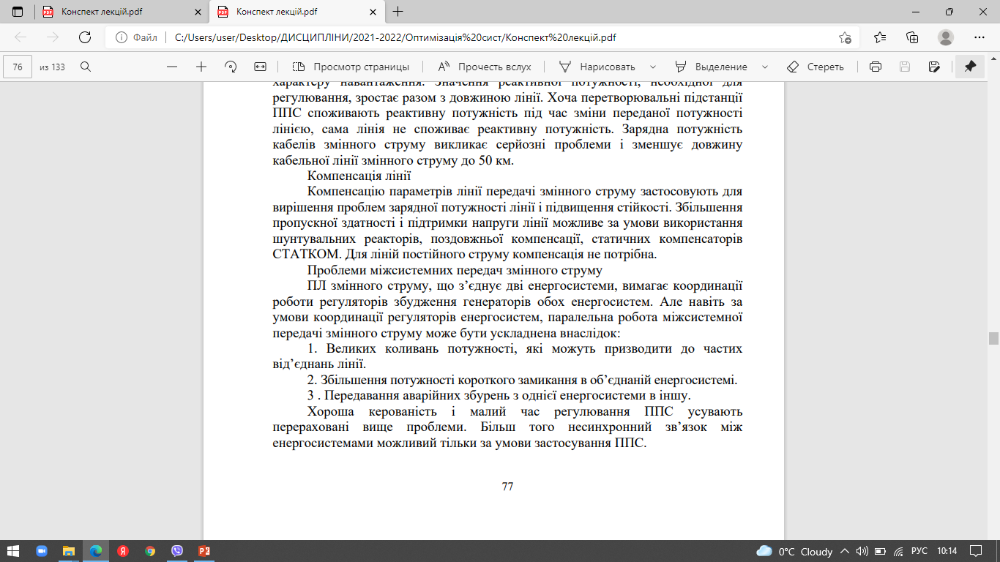 Конспект лекцій.pdf
Конспект лекцій.pdf
Файл
C:/Users/user/Desktop/ДИСЦИПЛІНИ/2021-2022/Оптимізація%20сист/Конспект%20лекцій.pdf
76 из 133
Просмотр страницы
Прочесть вслух
Нарисовать
Выделение
Стереть
характеру навантаження. Значення реактивної потужності, необхідної для
регулювання, зростає разом з довжиною лінії. Хоча перетворювальні підстанції
ППС споживають реактивну потужність під час зміни переданої потужності
лінією, сама лінія не споживає реактивну потужність. Зарядна потужність
кабелів змінного струму викликає серйозні проблеми і зменшує довжину
кабельної лінії змінного струму до 50 км.
Компенсація лінії
Компенсацію параметрів лінії передачі змінного струму застосовують для
вирішення проблем зарядної потужності лінії і підвищення стійкості. Збільшення
пропускної здатності і підтримки напруги лінії можливе за умови використання
шунтувальних реакторів, поздовжньої компенсації, статичних компенсаторів
СТАТКОМ. Для ліній постійного струму компенсація не потрібна.
Проблеми міжсистемних передач змінного струму
ПЛ змінного струму, що з’єднує дві енергосистеми, вимагає координації
роботи регуляторів збудження генераторів обох енергосистем. Але навіть за
умови координації регуляторів енергосистем, паралельна робота міжсистемної
передачі змінного струму може бути ускладнена внаслідок:
1. Великих коливань потужності, які можуть призводити до частих
від’єднань лінії.
2. Збільшення потужності короткого замикання в об’єднаній енергосистемі.
3 . Передавання аварійних збурень з однієї енергосистеми в іншу.
Хороша керованість і малий час регулювання ППС усувають
перераховані вище проблеми. Більш того несинхронний зв’язок між
енергосистемами можливий тільки за умови застосування ППС.
77
0°C Cloudy
РУС
10:14